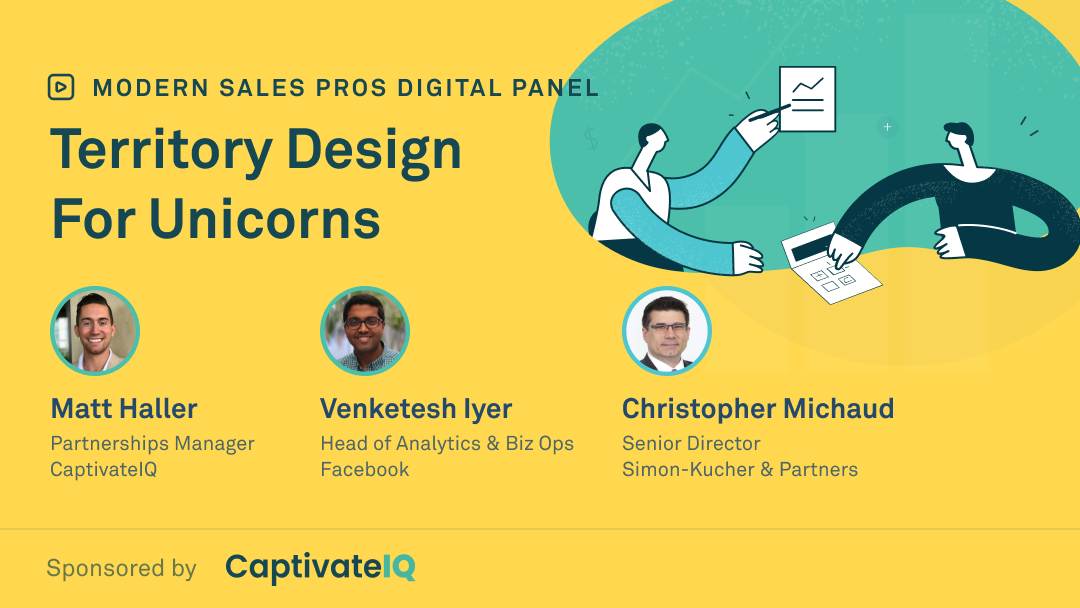 MODERN SALES PROS DIGITAL PANEL
Territory Design
For Unicorns
Matt Haller
Partnerships Manager
CaptivateIQ
Venketesh Iyer
Head of Analytics & Biz Ops
Facebook
Christopher Michaud
Senior Director
Simon-Kucher & Partners
Sponsored by CaptivateIQ